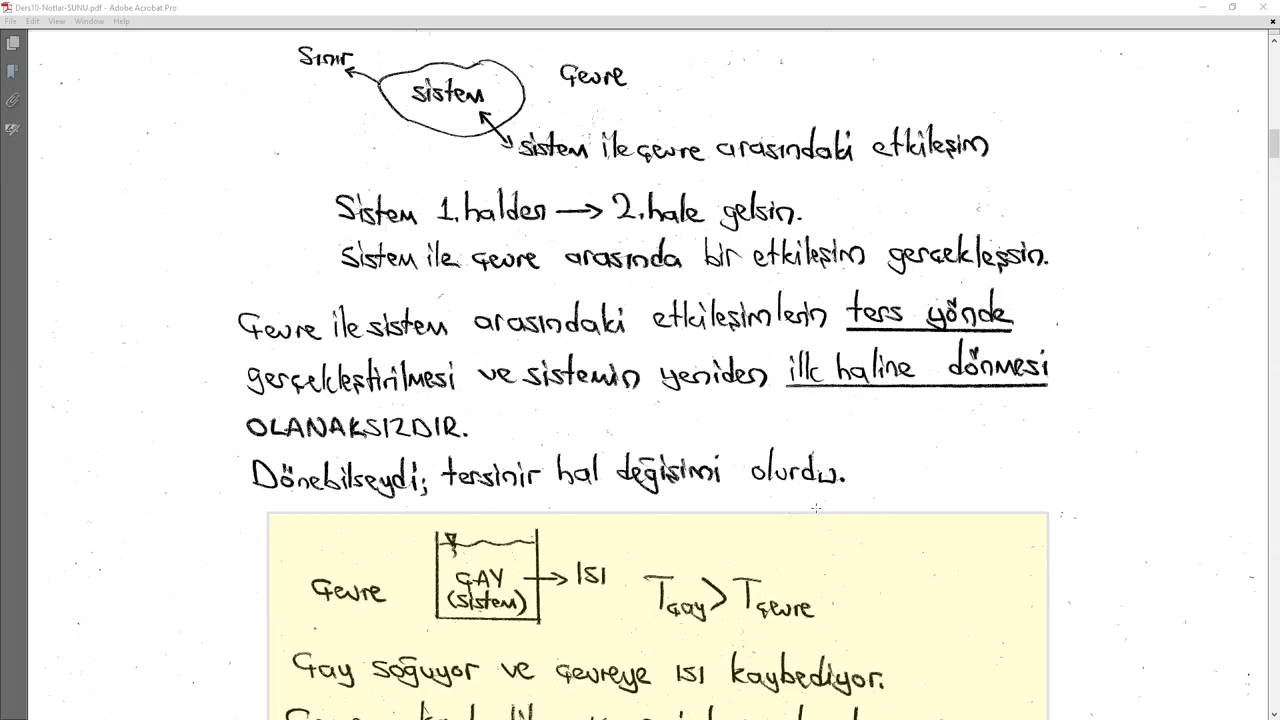 Ders10-Notlar-SUNU.pdf - Adobe Acrobat Pro
File Edit View Window Help
Sınır
sistem
Çevre
sistem ile çevre arasındaki etkileşim
Sistem 1. halden → 2. hale gelsin.
Sistem ile çevre arasında bir etkileşim gerçekleşsin.
Çevre ile sistem arasındaki etkileşimlerin ters yönde
gerçekleştirilmesi ve sistemin yeniden ilk haline dönmesi
OLANAKSIZDIR.
Dönebilseydi; tersinir hal değişimi olurdu.
Çevre
ÇAY
(sistem)
→ ISI
Tçay > Tçevre
Çay soğuyor ve çevreye ısı kaybediyor.